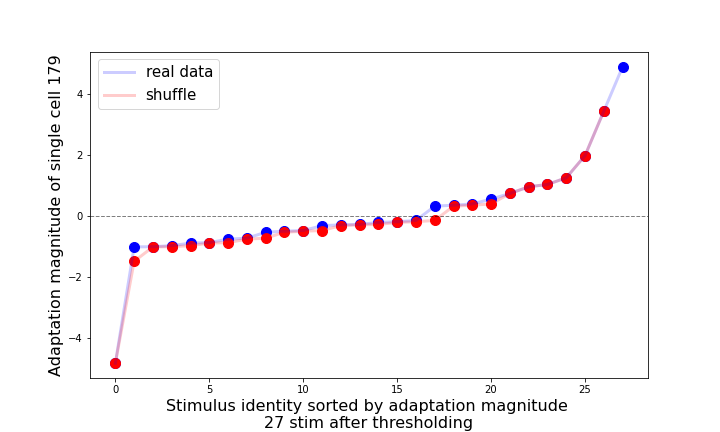 real data
shuffle
Adaptation magnitude of single cell 179
4
2
0
−2
−4
0 5 10 15 20 25
Stimulus identity sorted by adaptation magnitude
27 stim after thresholding